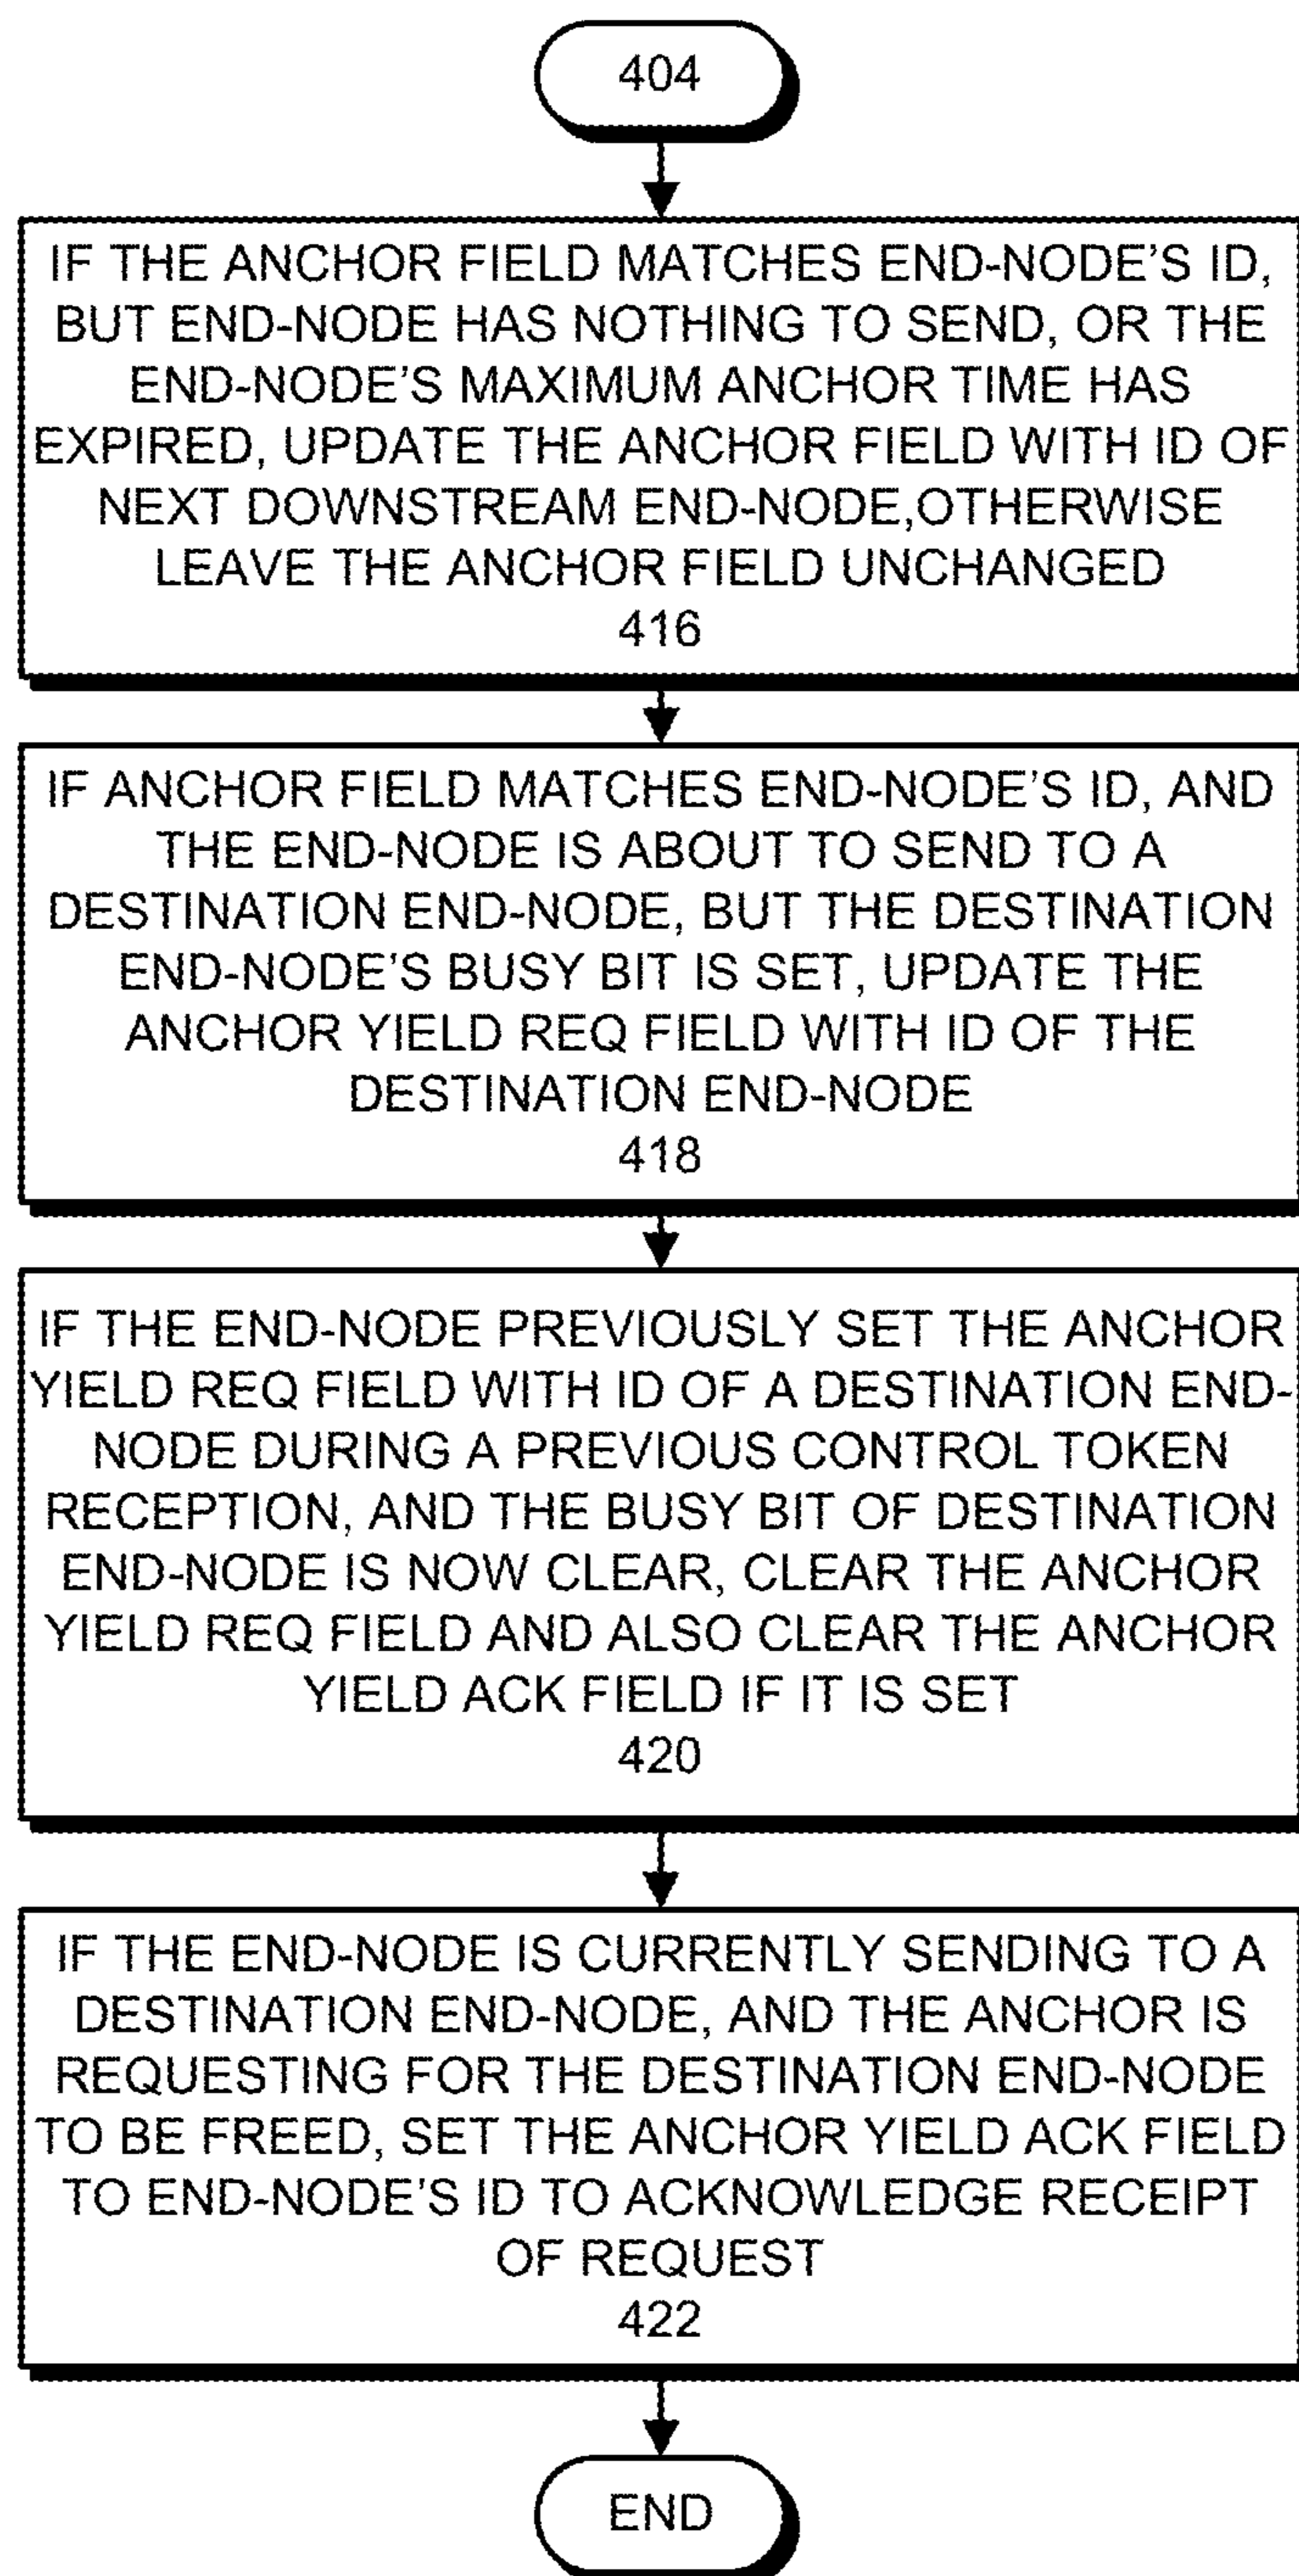 404
IF THE ANCHOR FIELD MATCHES END-NODE'S ID,
BUT END-NODE HAS NOTHING TO SEND, OR THE
END-NODE'S MAXIMUM ANCHOR TIME HAS
EXPIRED, UPDATE THE ANCHOR FIELD WITH ID OF
NEXT DOWNSTREAM END-NODE,OTHERWISE
LEAVE THE ANCHOR FIELD UNCHANGED
416
IF ANCHOR FIELD MATCHES END-NODE'S ID, AND
THE END-NODE IS ABOUT TO SEND TO A
DESTINATION END-NODE, BUT THE DESTINATION
END-NODE'S BUSY BIT IS SET, UPDATE THE
ANCHOR YIELD REQ FIELD WITH ID OF THE
DESTINATION END-NODE
418
IF THE END-NODE PREVIOUSLY SET THE ANCHOR
YIELD REQ FIELD WITH ID OF A DESTINATION END-
NODE DURING A PREVIOUS CONTROL TOKEN
RECEPTION, AND THE BUSY BIT OF DESTINATION
END-NODE IS NOW CLEAR, CLEAR THE ANCHOR
YIELD REQ FIELD AND ALSO CLEAR THE ANCHOR
YIELD ACK FIELD IF IT IS SET
420
IF THE END-NODE IS CURRENTLY SENDING TO A
DESTINATION END-NODE, AND THE ANCHOR IS
REQUESTING FOR THE DESTINATION END-NODE
TO BE FREED, SET THE ANCHOR YIELD ACK FIELD
TO END-NODE'S ID TO ACKNOWLEDGE RECEIPT
OF REQUEST
422
END